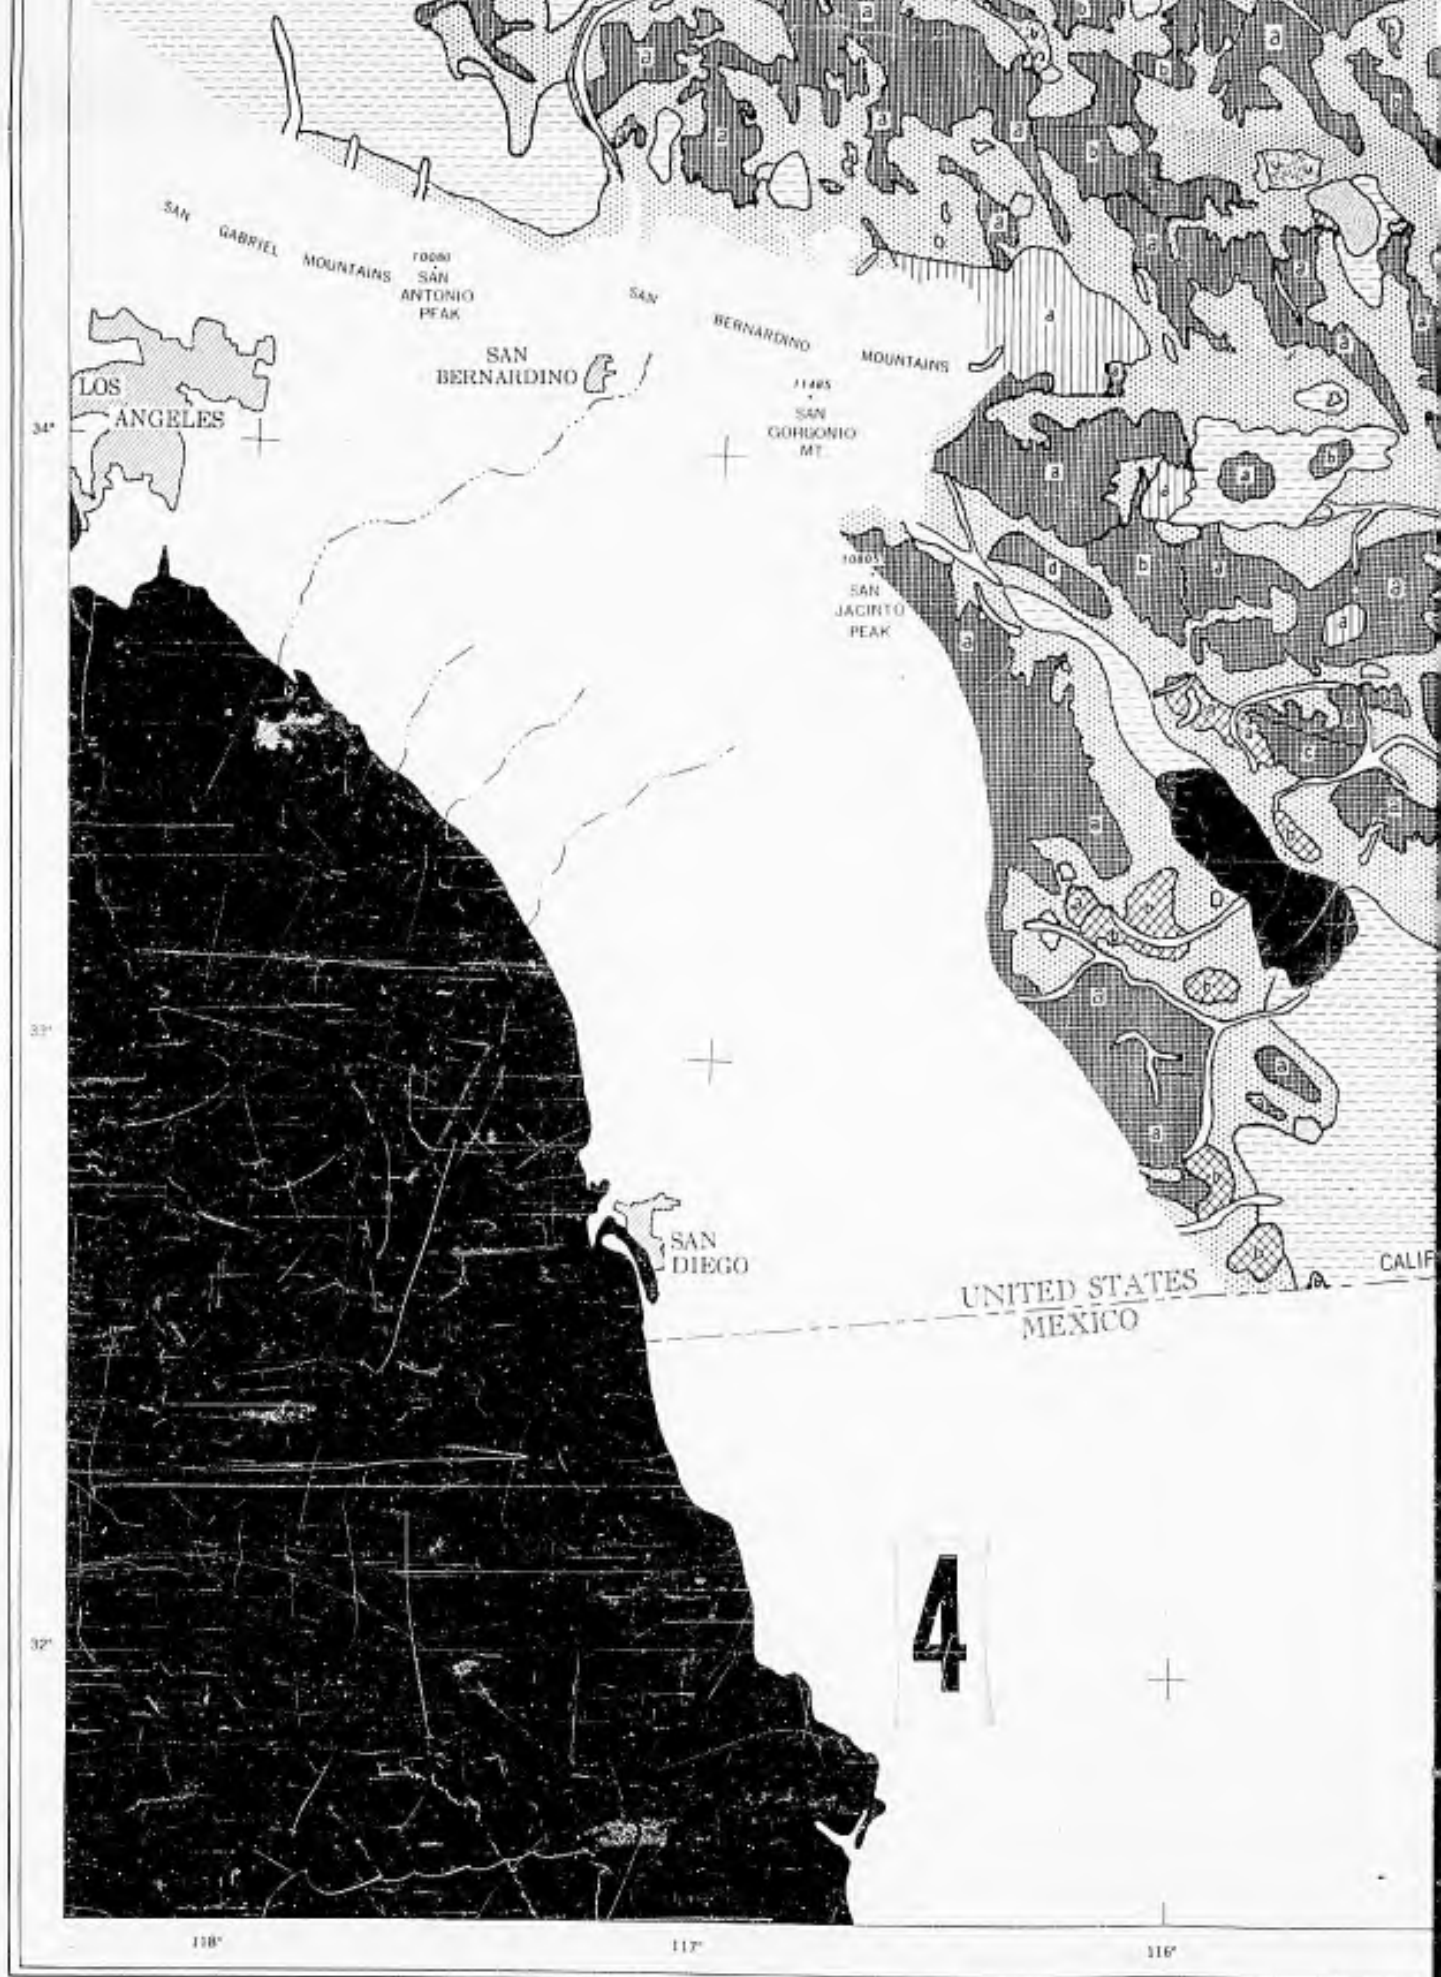 a
a
b
a
b
a
a
a
a
b
a
a
a
SAN GABRIEL MOUNTAINS
10080
SAN
ANTONIO
PEAK
SAN BERNARDINO MOUNTAINS
a
a
a
SAN
BERNARDINO
11485
SAN
GORGONIO
MT.
LOS
ANGELES
34°
a
a
b
10805
SAN
JACINTO
PEAK
d
b
a
a
a
a
a
c
a
a
33°
a
a
a
SAN
DIEGO
CALIF
UNITED STATES
MEXICO
4
32°
118°
117°
116°